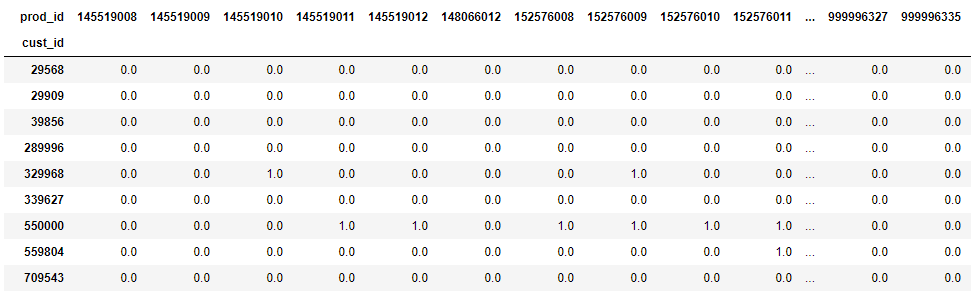 prod_id 145519008 145519009 145519010 145519011 145519012 148066012 152576008 152576009 152576010 152576011 ... 999996327 999996335
cust_id
29568 0.0 0.0 0.0 0.0 0.0 0.0 0.0 0.0 0.0 0.0 ... 0.0 0.0
29909 0.0 0.0 0.0 0.0 0.0 0.0 0.0 0.0 0.0 0.0 ... 0.0 0.0
39856 0.0 0.0 0.0 0.0 0.0 0.0 0.0 0.0 0.0 0.0 ... 0.0 0.0
289996 0.0 0.0 0.0 0.0 0.0 0.0 0.0 0.0 0.0 0.0 ... 0.0 0.0
329968 0.0 0.0 1.0 0.0 0.0 0.0 0.0 1.0 0.0 0.0 ... 0.0 0.0
339627 0.0 0.0 0.0 0.0 0.0 0.0 0.0 0.0 0.0 0.0 ... 0.0 0.0
550000 0.0 0.0 0.0 1.0 1.0 0.0 1.0 1.0 1.0 1.0 ... 0.0 0.0
559804 0.0 0.0 0.0 0.0 0.0 0.0 0.0 0.0 0.0 1.0 ... 0.0 0.0
709543 0.0 0.0 0.0 0.0 0.0 0.0 0.0 0.0 0.0 0.0 ... 0.0 0.0